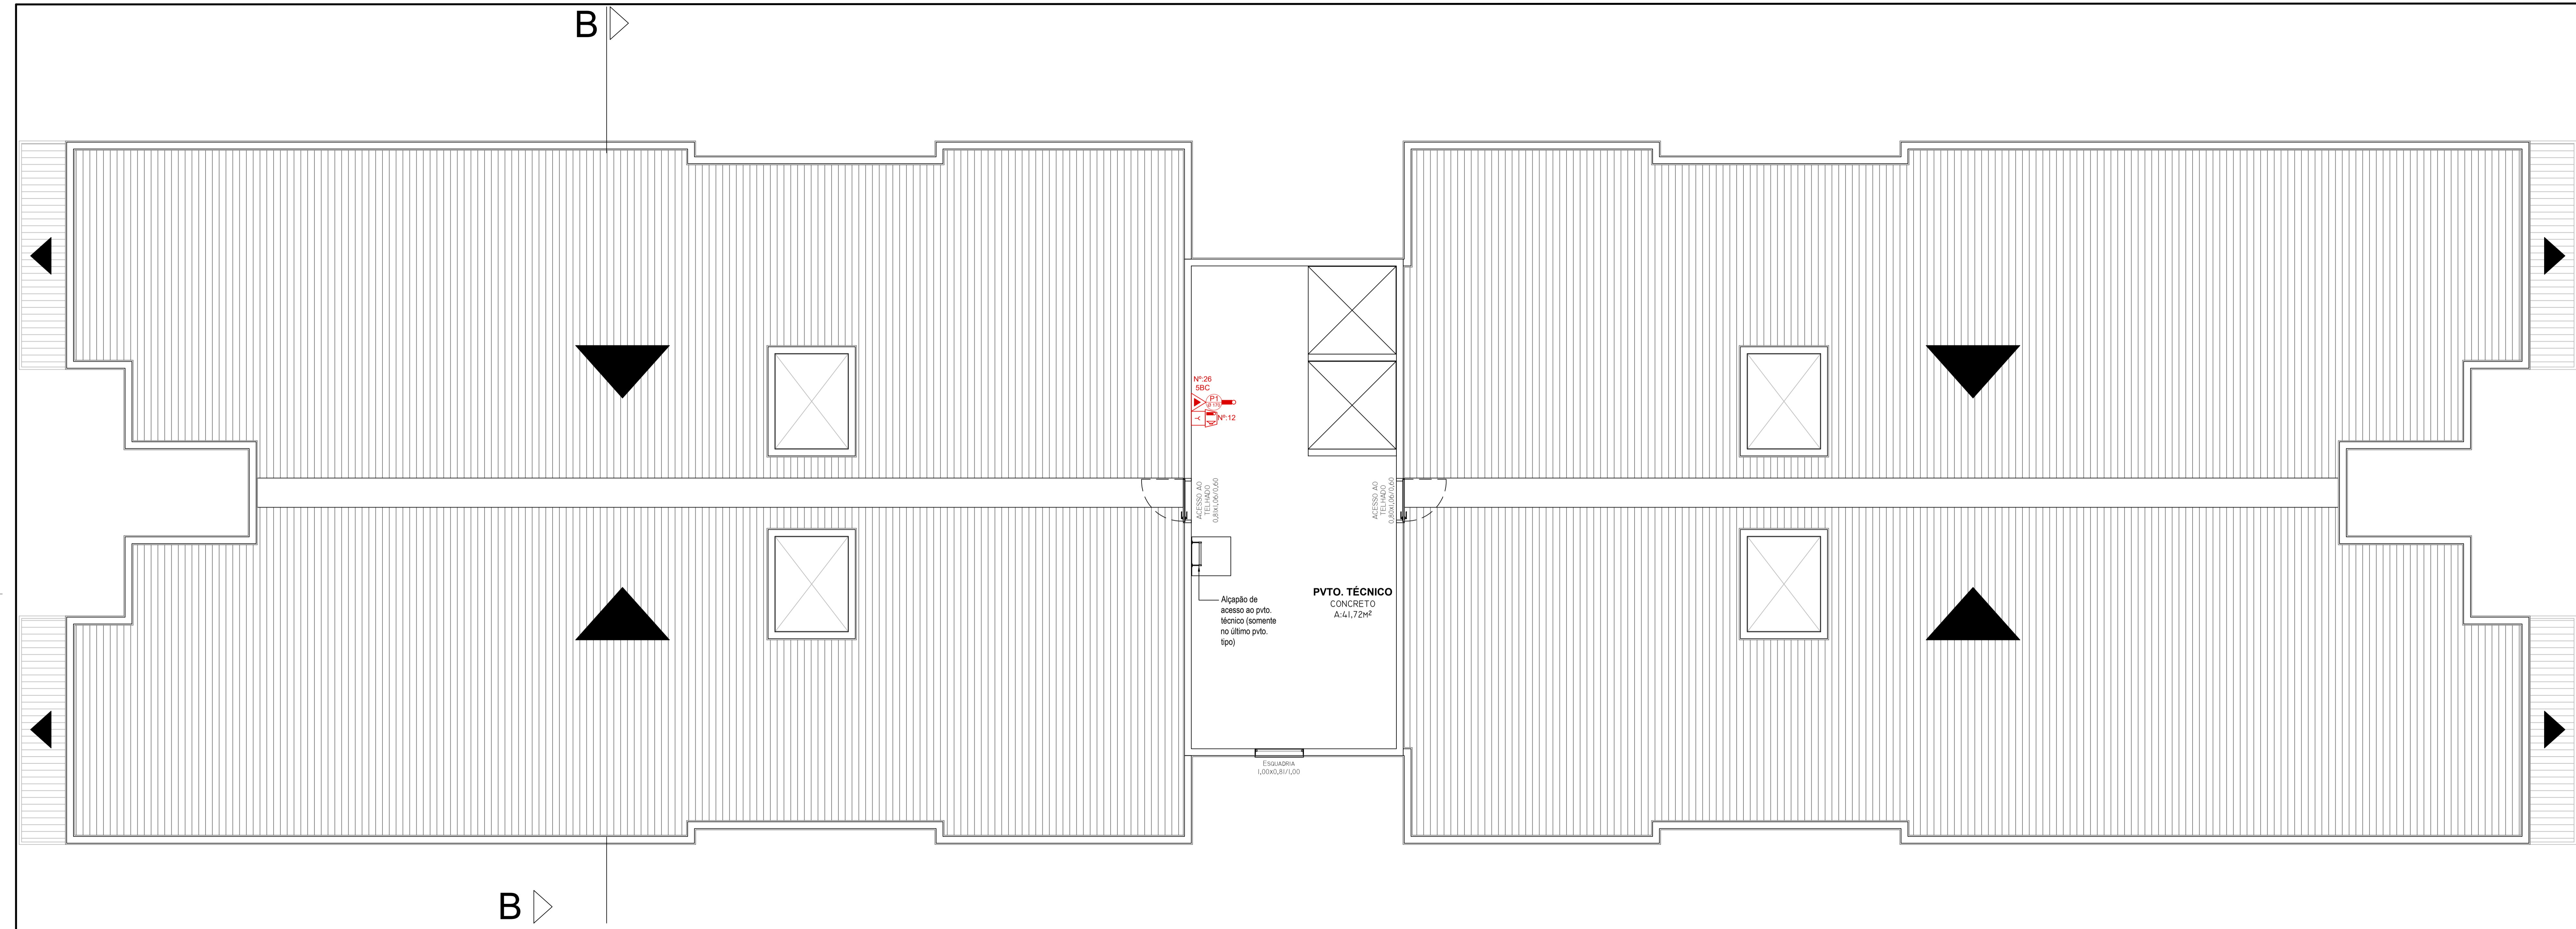 B
Nº:26
5BC
P1
Nº:12
Y
ACESSO AO
TELHADO
0,81x1,06/0,60
ACESSO AO
TELHADO
0,80x1,06/0,60
Alçapão de
acesso ao pvto.
técnico (somente
no último pvto.
tipo)
PVTO. TÉCNICO
CONCRETO
A:41,72M²
ESQUADRIA
1,00x0,81/1,00
B